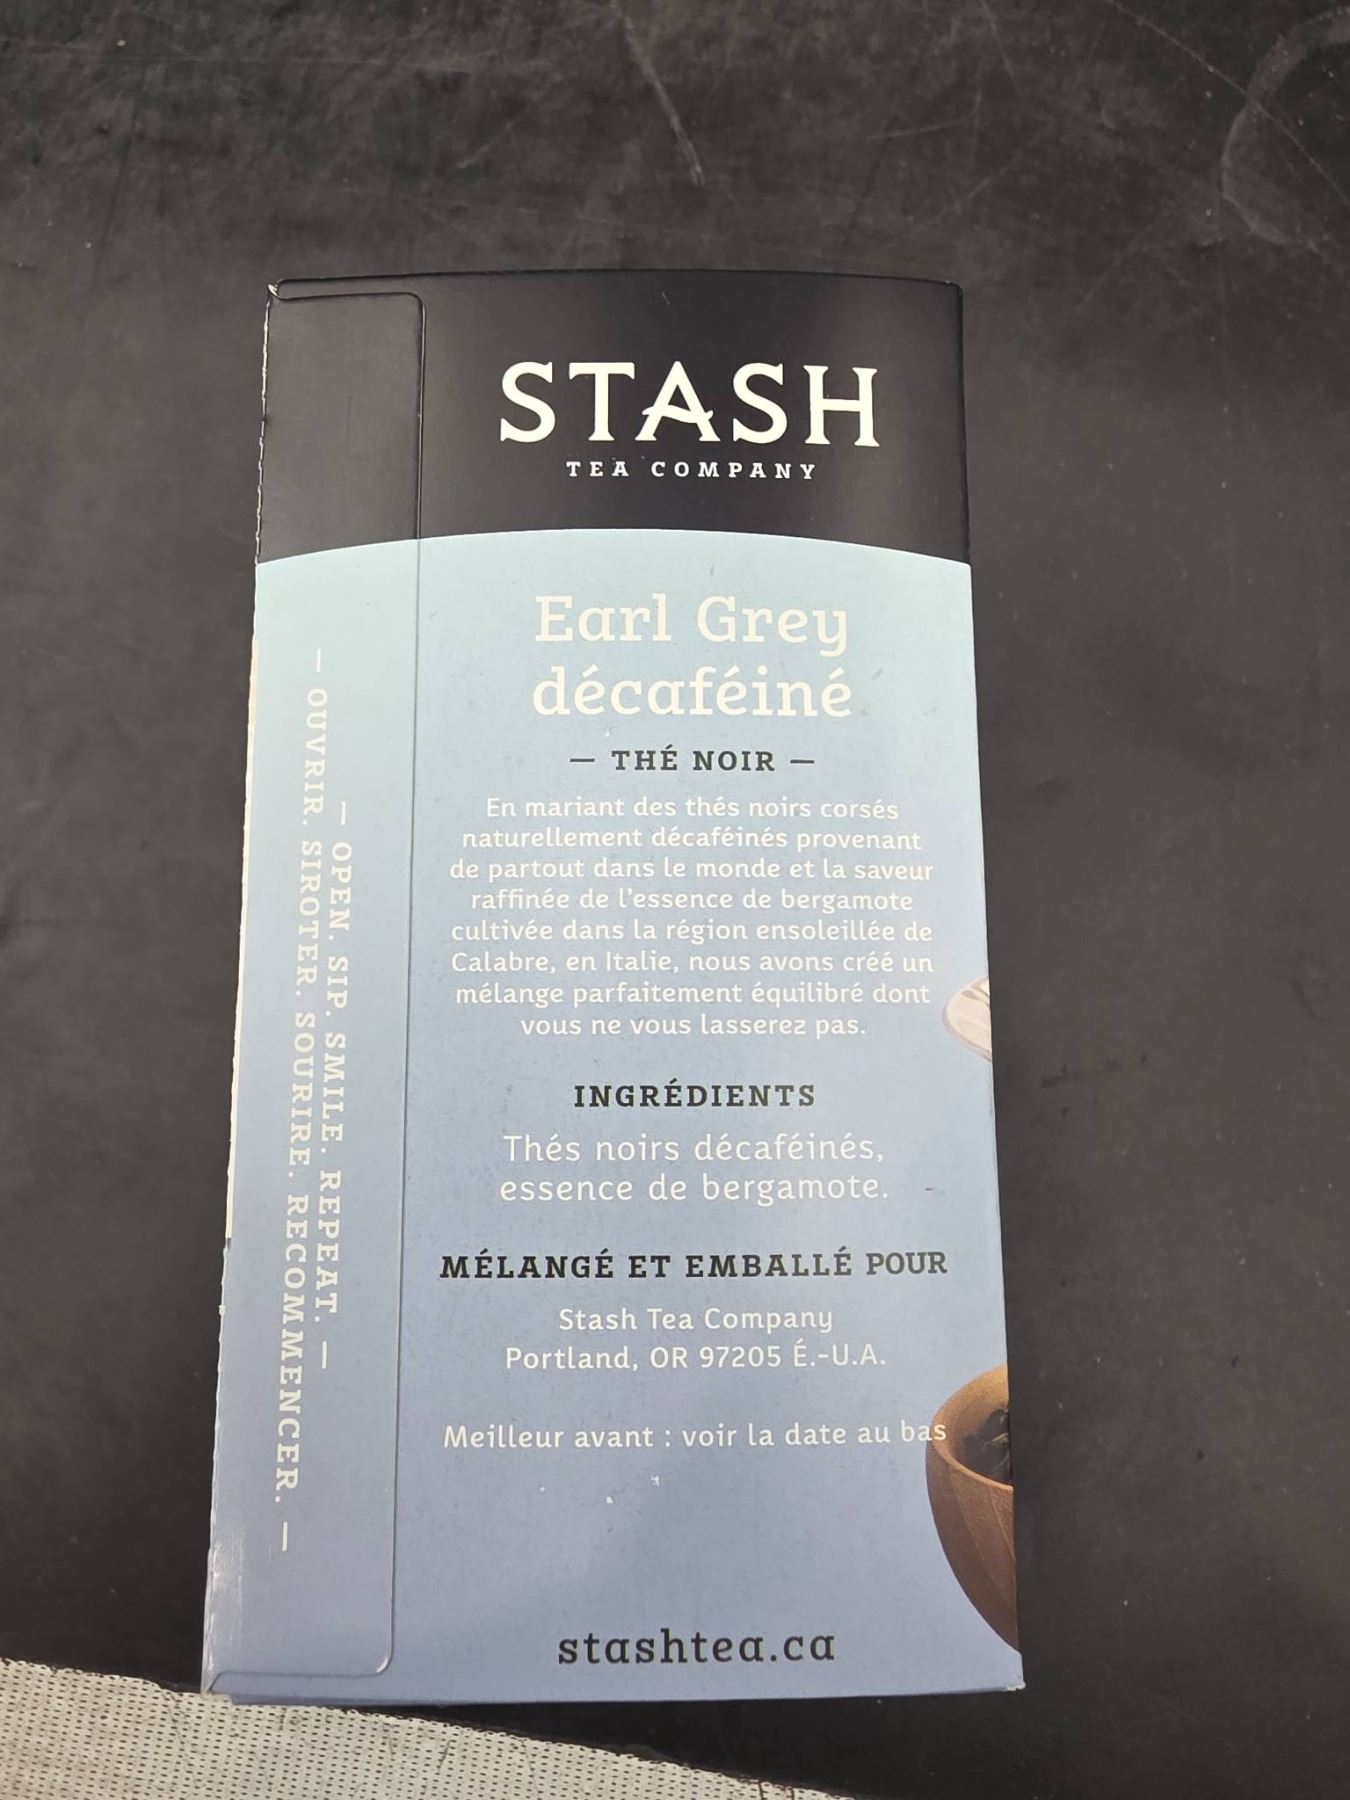 STASH
TEA COMPANY
Earl Grey
décaféiné
— THÉ NOIR —
En mariant des thés noirs corsés
naturellement décaféinés provenant
de partout dans le monde et la saveur
raffinée de l'essence de bergamote
cultivée dans la région ensoleillée de
Calabre, en Italie, nous avons créé un
mélange parfaitement équilibré dont
vous ne vous lasserez pas.
INGRÉDIENTS
Thés noirs décaféinés,
essence de bergamote.
MÉLANGÉ ET EMBALLÉ POUR
Stash Tea Company
Portland, OR 97205 É.-U.A.
Meilleur avant : voir la date au bas
stashtea.ca
— OPEN. SIP. SMILE. REPEAT. —
— OUVRIR. SIROTER. SOURIRE. RECOMMENCER. —